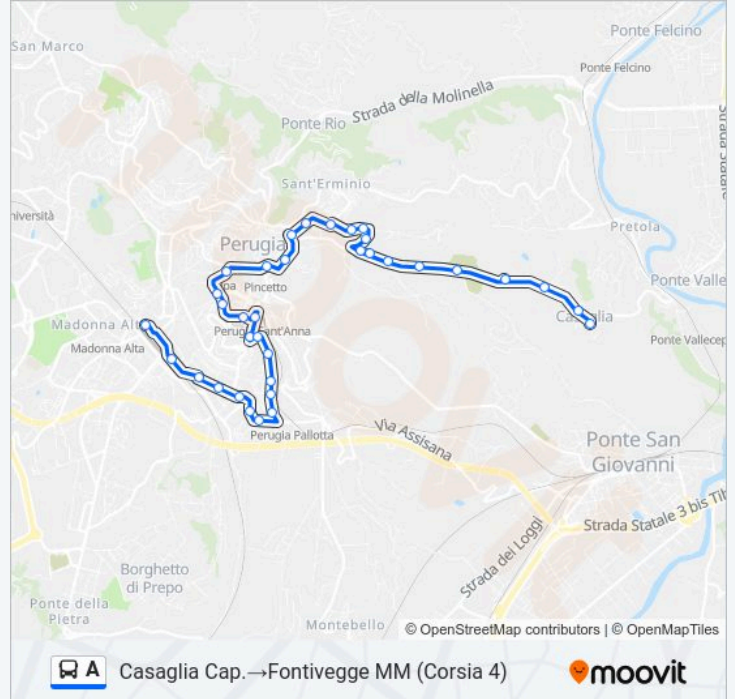 San Marco
Ponte Felcino
Ponte Felcino
Strada della Molinella
Ponte Rio
Sant'Erminio
niversità
Pretola
Perugia
Pincetto
Ponte Valle
Casaglia
Madonna Alta
Perugia Sant'Anna
Madonna Alta
Ponte Vallecep
Via Assisana
Perugia Pallotta
Ponte San
Giovanni
Strada Statale 3 bis Tib
Strada dei Loggi
Borghetto
di Prepo
Ponte della
Pietra
Montebello
© OpenStreetMap contributors | © OpenMapTiles
A Casaglia Cap.→Fontivegge MM (Corsia 4)
moovit